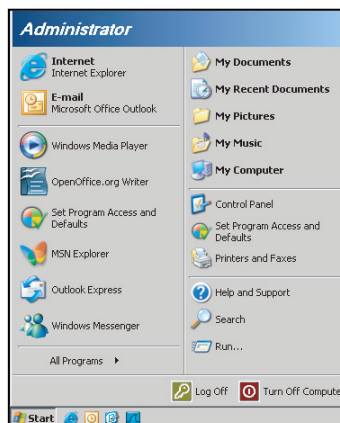 Administrator
Internet
Internet Explorer
E-mail
Microsoft Office Outlook
Windows Media Player
OpenOffice.org Writer
Set Program Access and
Defaults
MSN Explorer
Outlook Express
Windows Messenger
All Programs
My Documents
My Recent Documents
My Pictures
My Music
My Computer
Control Panel
Set Program Access and
Defaults
Printers and Faxes
Help and Support
Search
Run...
Log Off
Turn Off Compute
Start